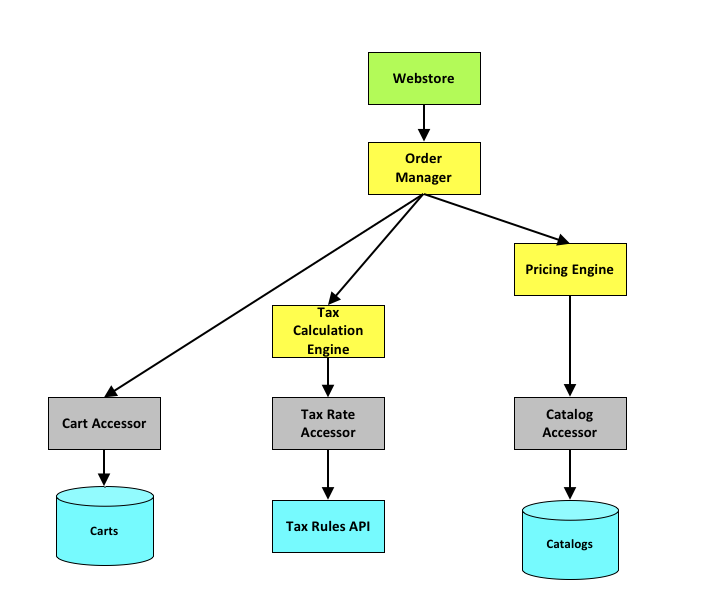 Webstore
Order
Manager
Pricing Engine
Tax
Calculation
Engine
Cart Accessor
Tax Rate
Accessor
Catalog
Accessor
Carts
Tax Rules API
Catalogs